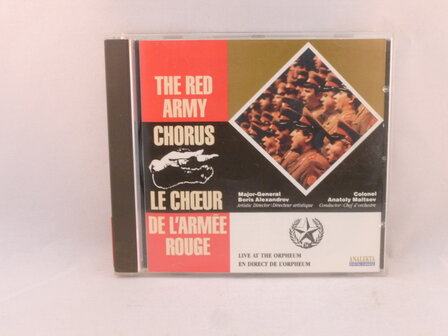 THE RED
ARMY
CHORUS
LE CHŒUR
DE L'ARMÉE
ROUGE
Major-General
Boris Alexandrov
Artistic Director/Directeur artistique
Colonel
Anatoly Maltsev
Conductor/Chef d'orchestre
LIVE AT THE ORPHEUM
EN DIRECT DE L'ORPHEUM
ANALEKTA